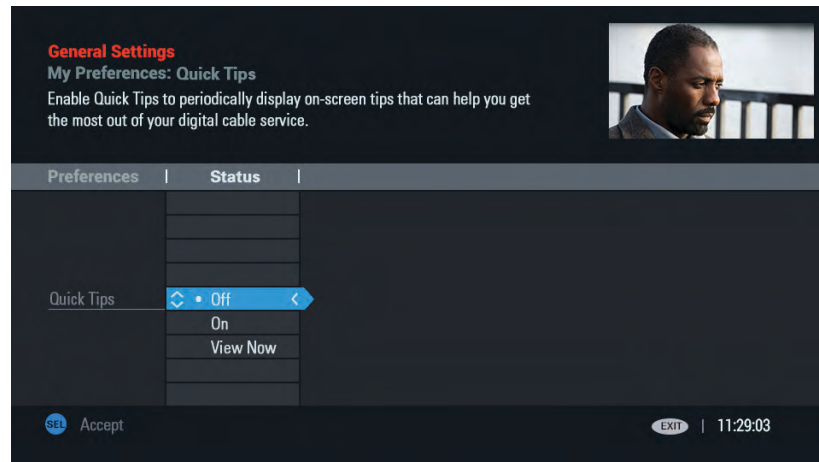 General Settings
My Preferences: Quick Tips
Enable Quick Tips to periodically display on-screen tips that can help you get
the most out of your digital cable service.
Preferences | Status |
Quick Tips • Off
On
View Now
SEL Accept
EXIT | 11:29:03